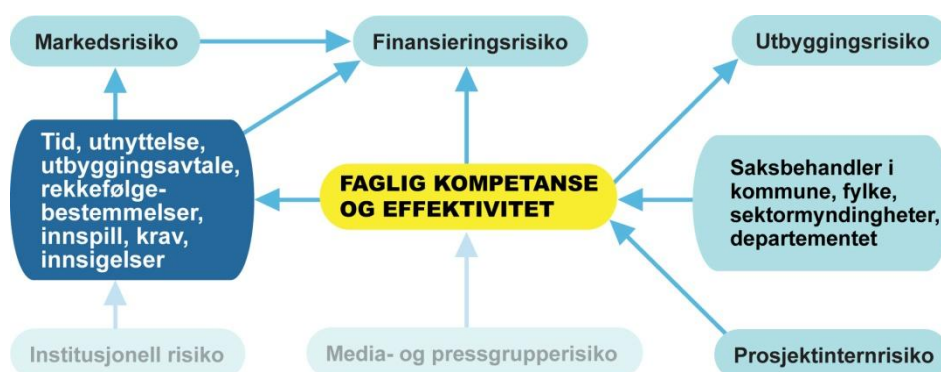 Markedsrisiko
Finansieringsrisiko
Utbyggingsrisiko
Tid, utnyttelse,
utbyggingsavtale,
rekkefølge-
bestemmelser,
innspill, krav,
innsigelser
FAGLIG KOMPETANSE
OG EFFEKTIVITET
Saksbehandler i
kommune, fylke,
sektormyndingheter,
departementet
Institusjonell risiko
Media- og pressgrupperisiko
Prosjektinternrisiko